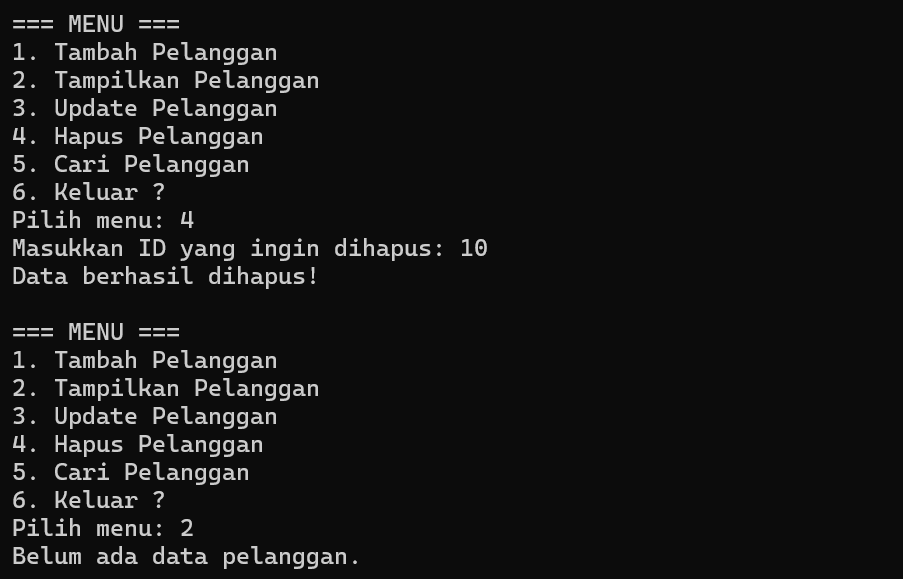 === MENU ===
1. Tambah Pelanggan
2. Tampilkan Pelanggan
3. Update Pelanggan
4. Hapus Pelanggan
5. Cari Pelanggan
6. Keluar ?
Pilih menu: 4
Masukkan ID yang ingin dihapus: 10
Data berhasil dihapus!

=== MENU ===
1. Tambah Pelanggan
2. Tampilkan Pelanggan
3. Update Pelanggan
4. Hapus Pelanggan
5. Cari Pelanggan
6. Keluar ?
Pilih menu: 2
Belum ada data pelanggan.